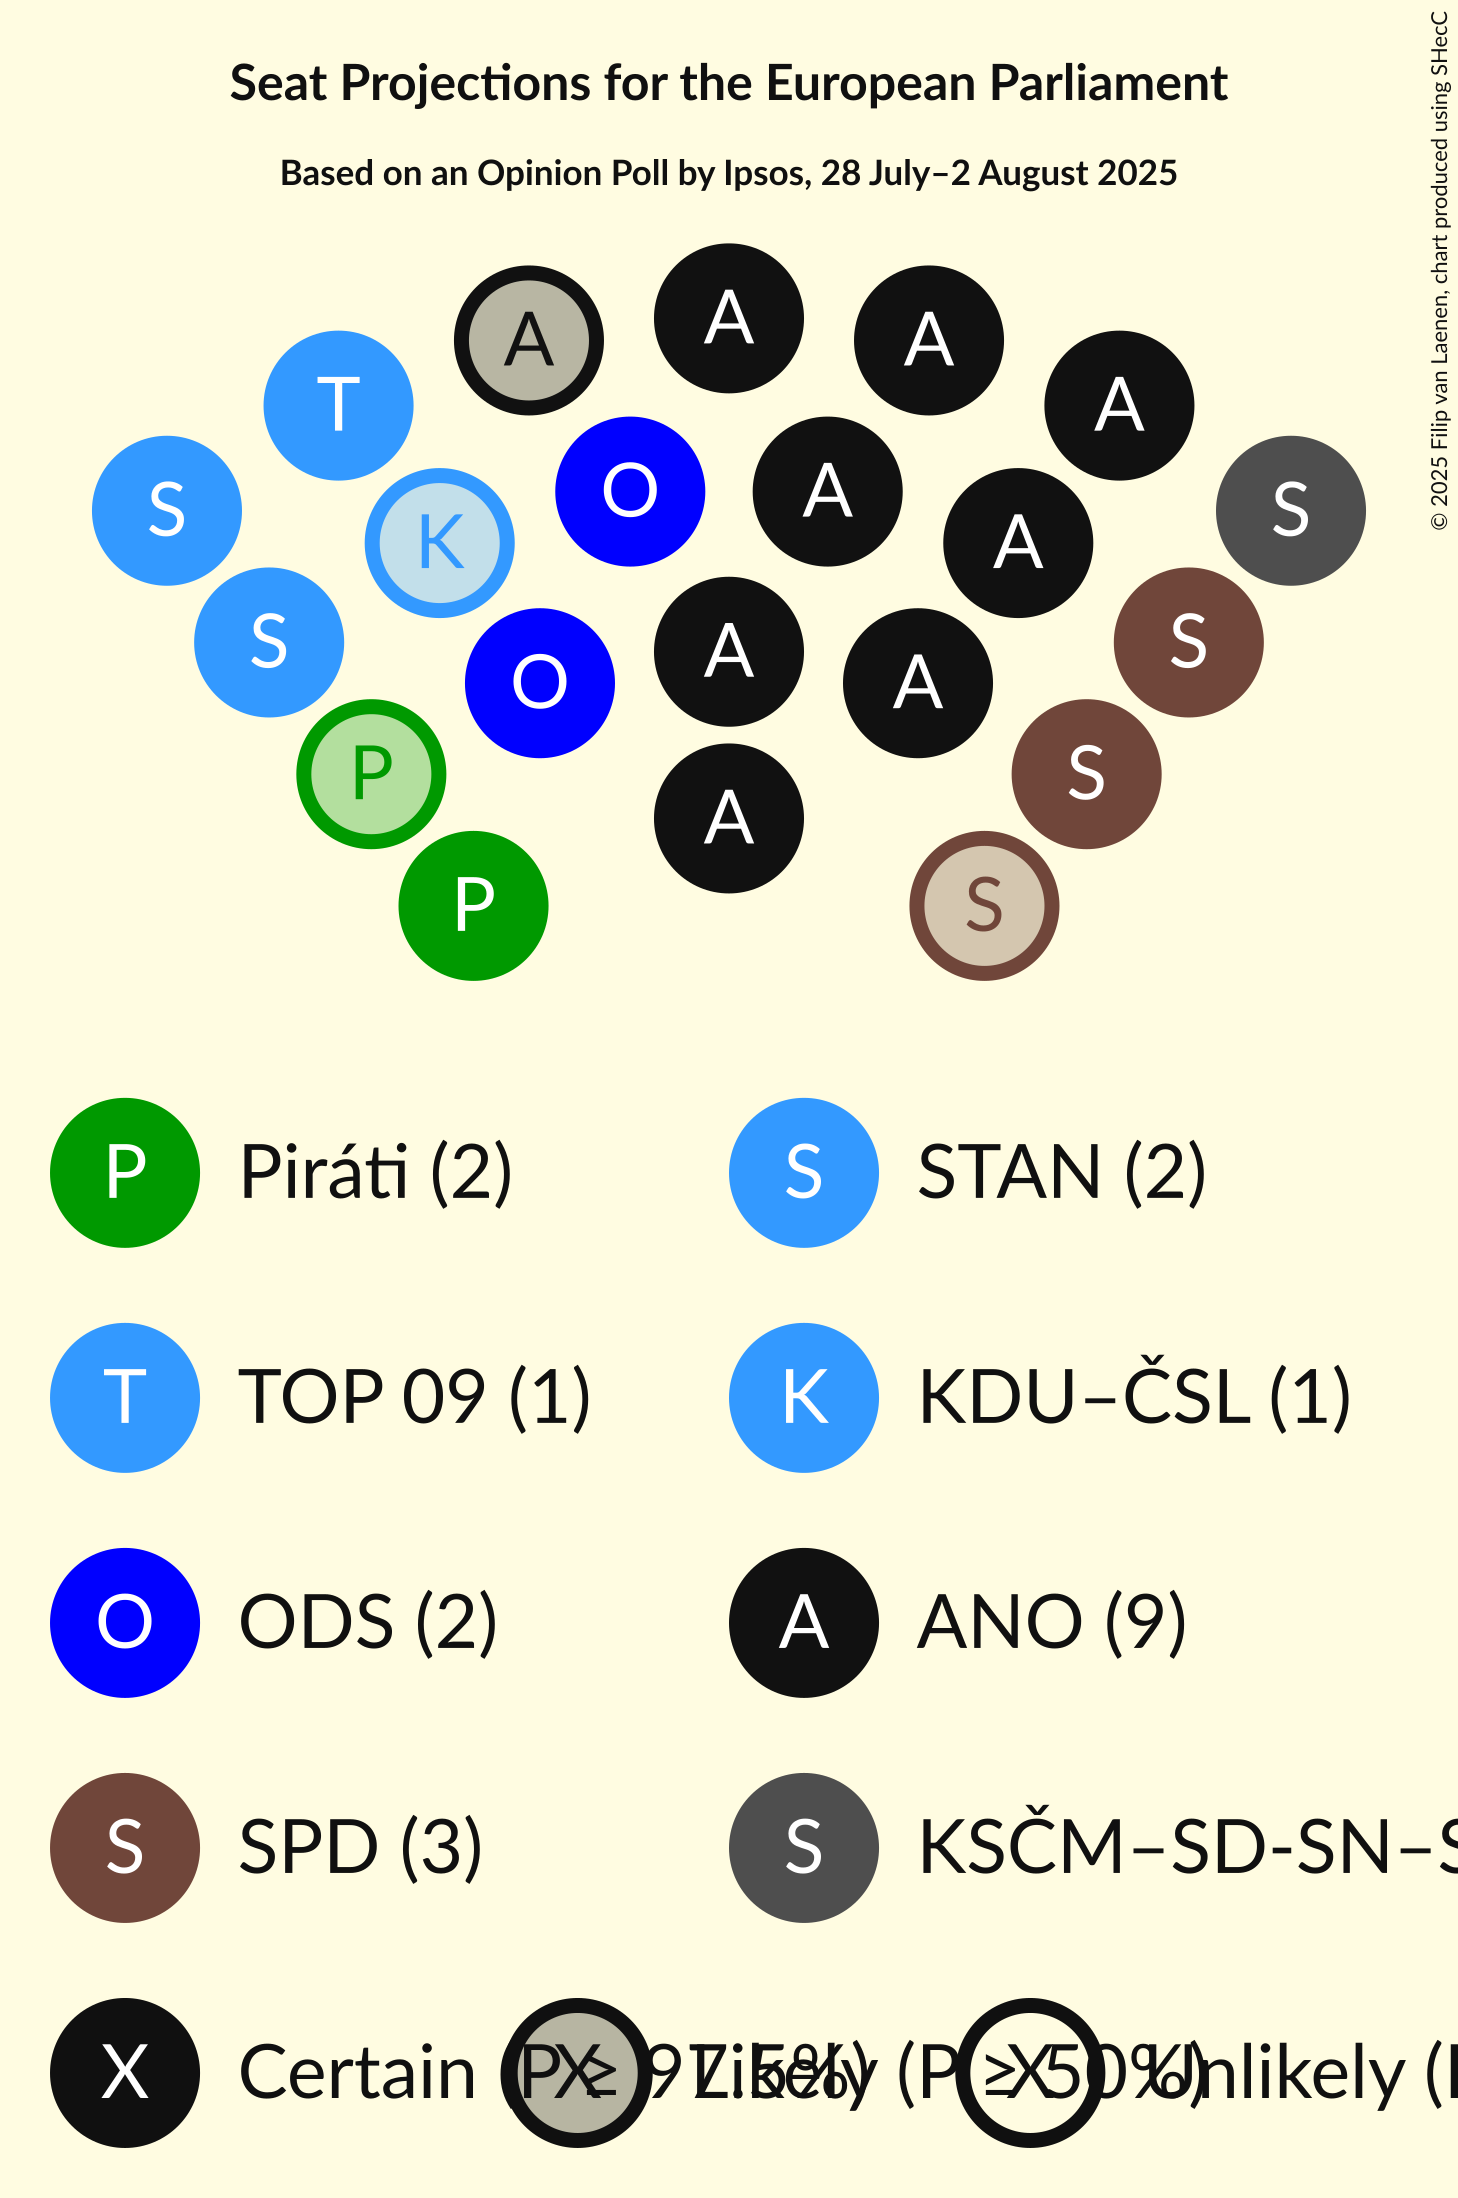 Seat Projections for the European Parliament
Based on an Opinion Poll by Ipsos, 28 July–2 August 2025
© 2025 Filip van Laenen, chart produced using SHecC
A
A A
T A
S S
O A
K A
S S
A
O A
P S
A
P S
P Piráti (2) S STAN (2)
T TOP 09 (1) K KDU–ČSL (1)
O ODS (2) A ANO (9)
S SPD (3) S KSČM–SD-SN–S
X Certain (P ≥ 97.5%) X Likely (P ≥ 50%) X Unlikely (